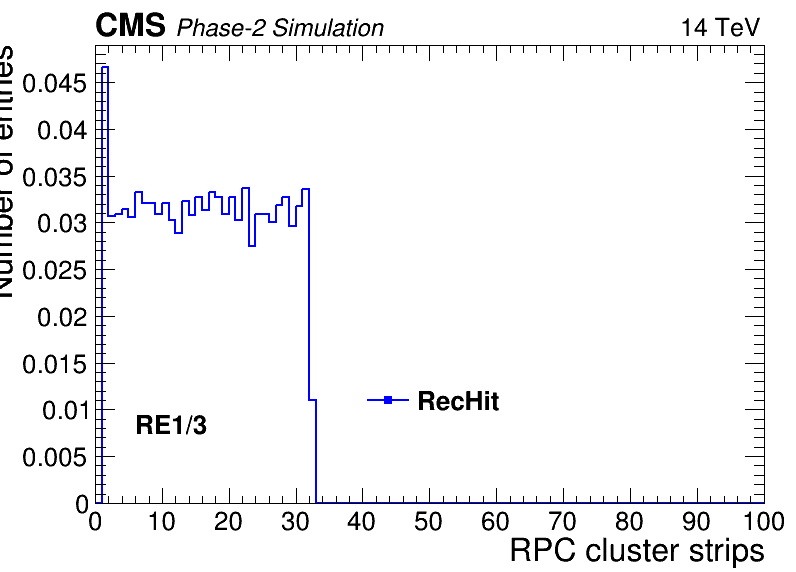 CMS Phase-2 Simulation 14 TeV
Number of entries
0.045
0.04
0.035
0.03
0.025
0.02
0.015
0.01
0.005
0
RecHit
RE1/3
0 10 20 30 40 50 60 70 80 90 100
RPC cluster strips